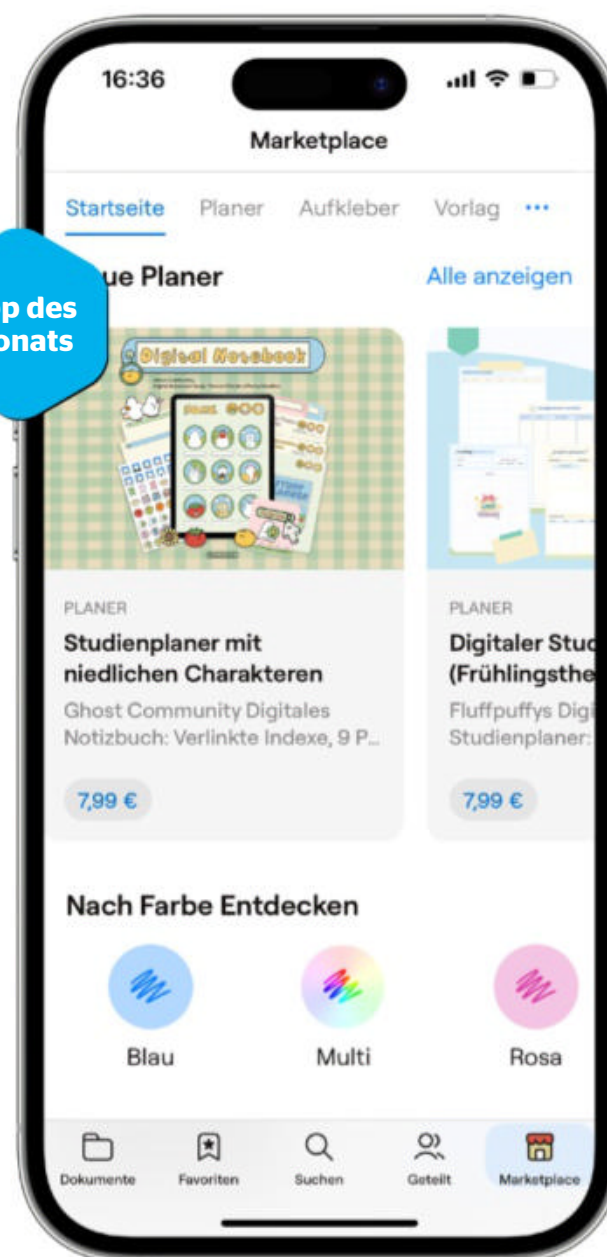 16:36
Marketplace
Startseite Planer Aufkleber Vorlag ...
ue Planer Alle anzeigen
p des
onats
Digital Notebook
PLANER
Studienplaner mit
niedlichen Charakteren
Ghost Community Digitales
Notizbuch: Verlinkte Indexe, 9 P...
7,99 €
PLANER
Digitaler Stud
(Frühlingsthe
Fluffpuffys Digi
Studienplaner:
7,99 €
Nach Farbe Entdecken
Blau Multi Rosa
Dokumente Favoriten Suchen Geteilt Marketplace